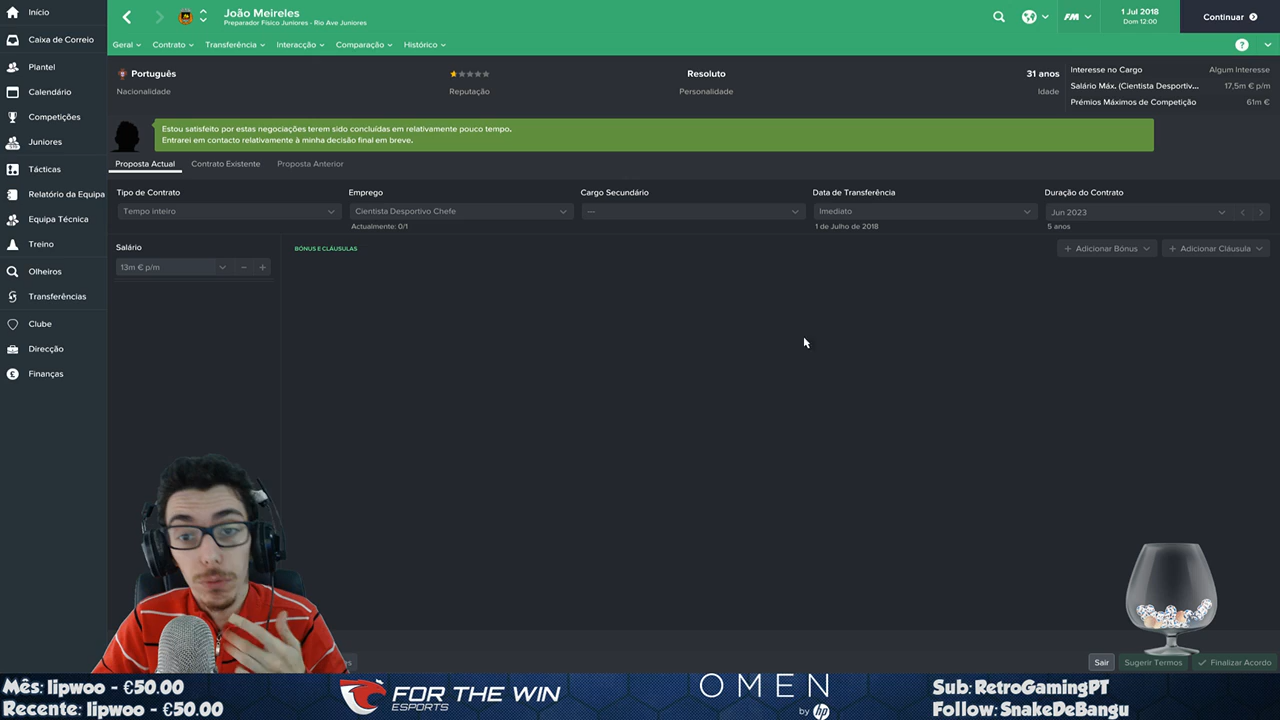 Início
Caixa de Correio
Plantel
Calendário
Competições
Juniores
Tácticas
Relatório da Equipa
Equipa Técnica
Treino
Olheiros
Transferências
Clube
Direcção
Finanças
João Meireles
Preparador Físico Juniores - Rio Ave Juniores
FM
1 Jul 2018
Dom 12:00
Continuar
Geral
Contrato
Transferência
Interacção
Comparação
Histórico
?
Português
Nacionalidade
Reputação
Resoluto
Personalidade
31 anos
Idade
Interesse no Cargo
Algum Interesse
Salário Máx. (Cientista Desportiv...
17,5m € p/m
Prémios Máximos de Competição
61m €
Estou satisfeito por estas negociações terem sido concluídas em relativamente pouco tempo.
Entrarei em contacto relativamente à minha decisão final em breve.
Proposta Actual
Contrato Existente
Proposta Anterior
Tipo de Contrato
Tempo inteiro
Emprego
Cientista Desportivo Chefe
Actualmente: 0/1
Cargo Secundário
---
Data de Transferência
Imediato
1 de Julho de 2018
Duração do Contrato
Jun 2023
5 anos
Salário
13m € p/m
BÓNUS E CLÁUSULAS
+ Adicionar Bónus
+ Adicionar Cláusula
Sair
Sugerir Termos
Finalizar Acordo
Mês: lipwoo - €50.00
Recente: lipwoo - €50.00
FOR THE WIN
ESPORTS
OMEN
by hp
Sub: RetroGamingPT
Follow: SnakeDeBangu